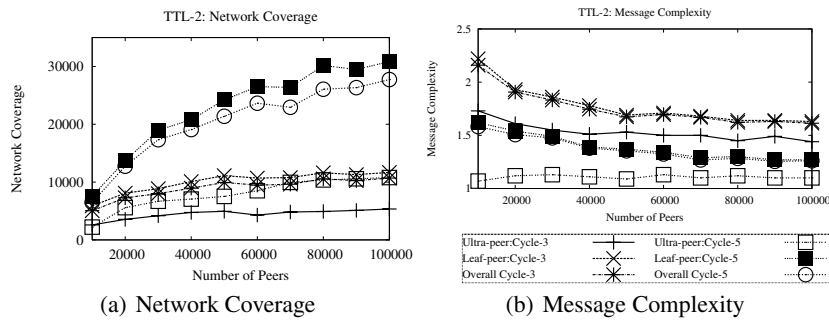 TTL-2: Network Coverage
Network Coverage
35000
30000
20000
10000
0
20000 40000 60000 80000 100000
Number of Peers
(a) Network Coverage
TTL-2: Message Complexity
Message Complexity
2.5
2
1.5
1
20000 40000 60000 80000 100000
Number of Peers
Ultra-peer:Cycle-3 Ultra-peer:Cycle-5
Leaf-peer:Cycle-3 Leaf-peer:Cycle-5
Overall Cycle-3 Overall Cycle-5
(b) Message Complexity